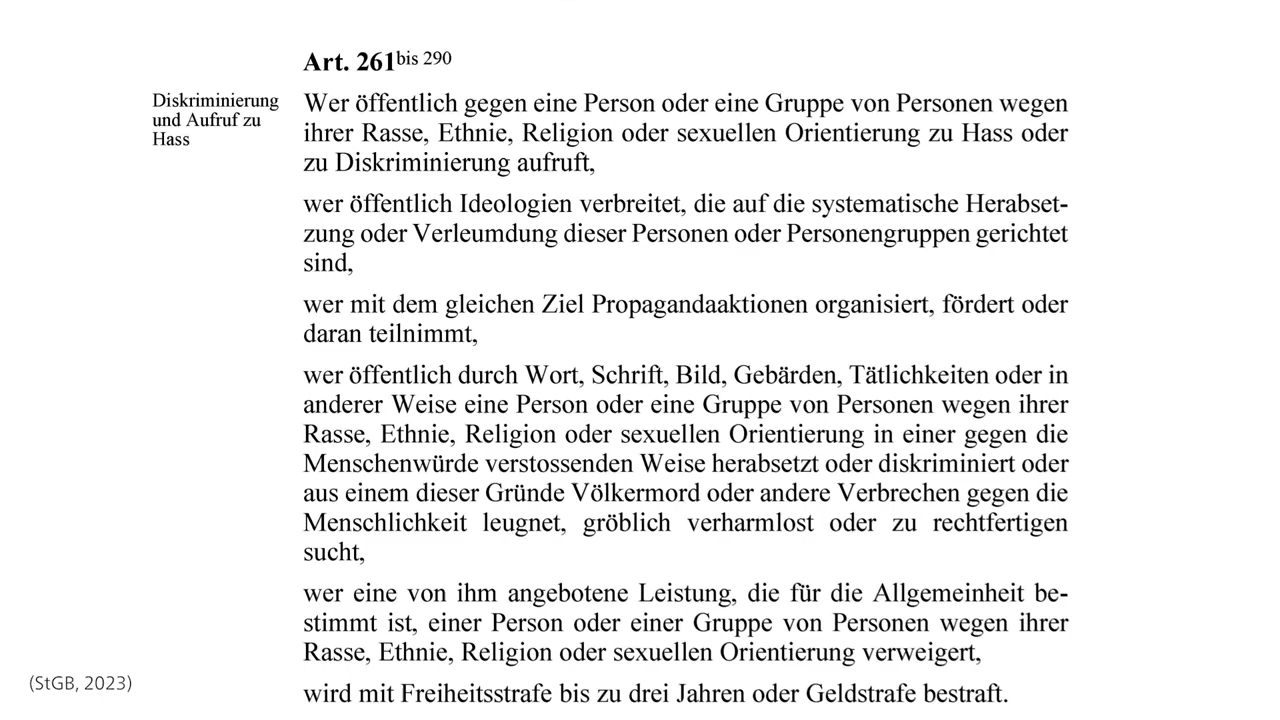 Art. 261bis 290
Diskriminierung
und Aufruf zu
Hass
Wer öffentlich gegen eine Person oder eine Gruppe von Personen wegen
ihrer Rasse, Ethnie, Religion oder sexuellen Orientierung zu Hass oder
zu Diskriminierung aufruft,
wer öffentlich Ideologien verbreitet, die auf die systematische Herabset-
zung oder Verleumdung dieser Personen oder Personengruppen gerichtet
sind,
wer mit dem gleichen Ziel Propagandaaktionen organisiert, fördert oder
daran teilnimmt,
wer öffentlich durch Wort, Schrift, Bild, Gebärden, Tätlichkeiten oder in
anderer Weise eine Person oder eine Gruppe von Personen wegen ihrer
Rasse, Ethnie, Religion oder sexuellen Orientierung in einer gegen die
Menschenwürde verstossenden Weise herabsetzt oder diskriminiert oder
aus einem dieser Gründe Völkermord oder andere Verbrechen gegen die
Menschlichkeit leugnet, gröblich verharmlost oder zu rechtfertigen
sucht,
wer eine von ihm angebotene Leistung, die für die Allgemeinheit be-
stimmt ist, einer Person oder einer Gruppe von Personen wegen ihrer
Rasse, Ethnie, Religion oder sexuellen Orientierung verweigert,
wird mit Freiheitsstrafe bis zu drei Jahren oder Geldstrafe bestraft.
(StGB, 2023)